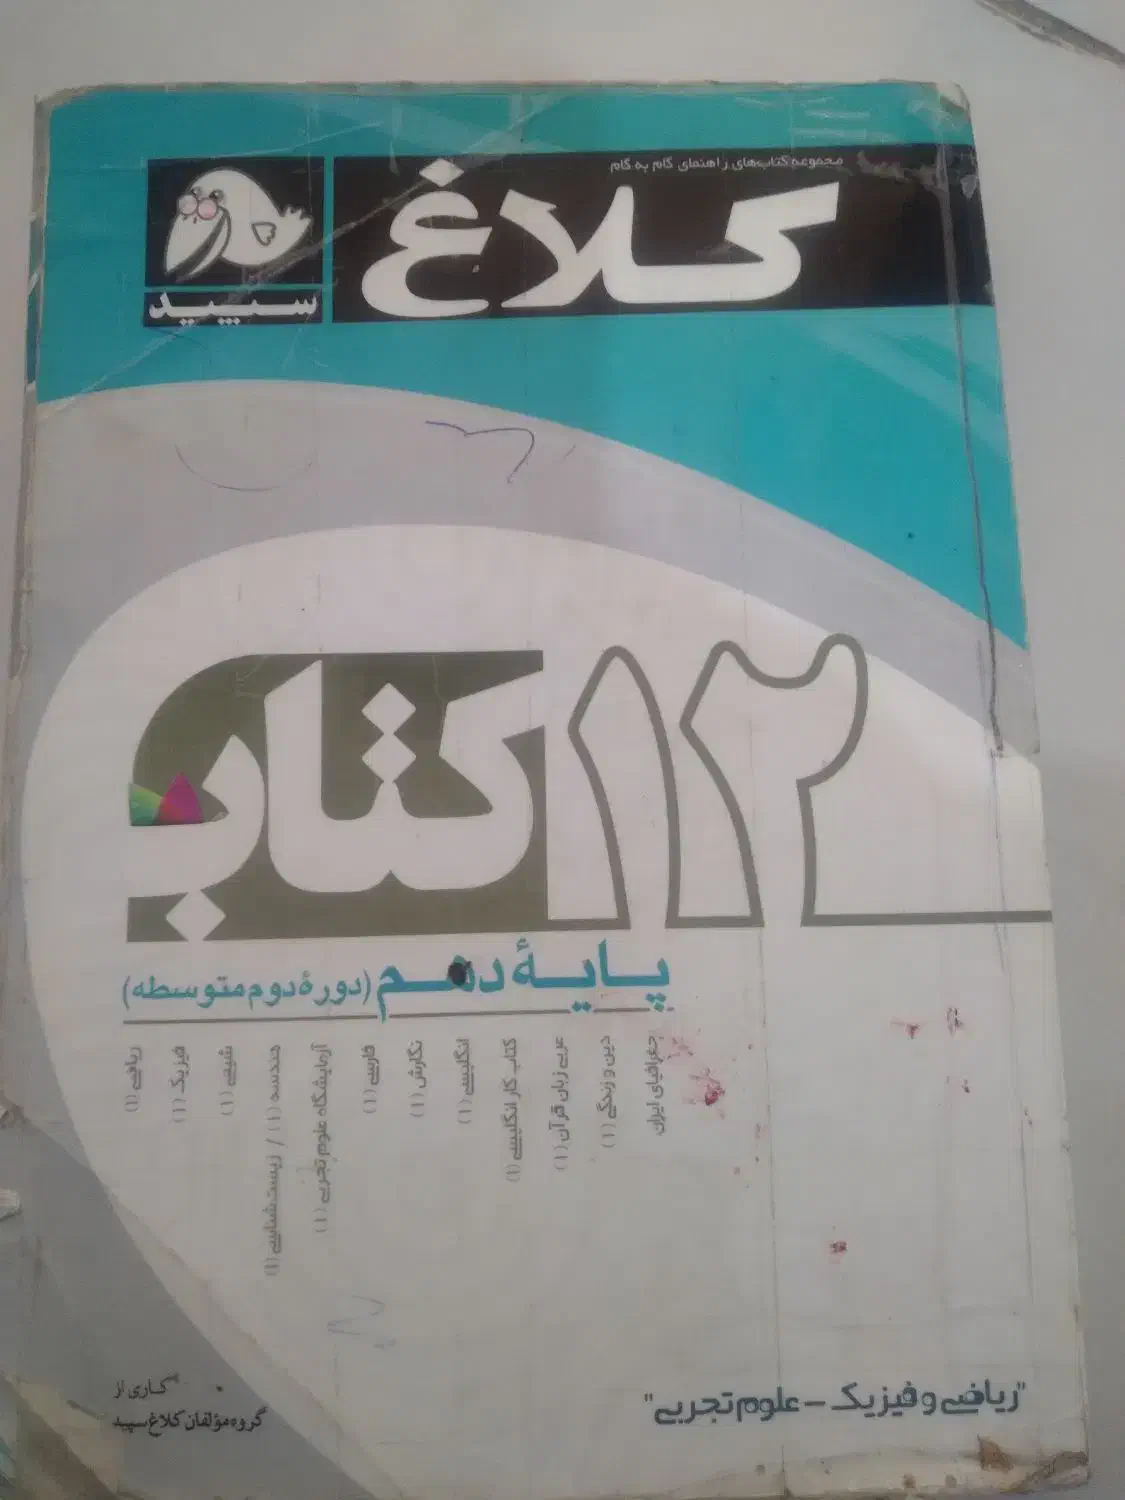 مجموعه کتاب‌های راهنمای گام به گام
کلاغ
سپید
۱۲ کتاب
پایهٔ دهم (دورهٔ دوم متوسطه)
ریاضی (۱)
فیزیک (۱)
شیمی (۱)
هندسه (۱) / زیست‌شناسی (۱)
آزمایشگاه علوم تجربی (۱)
فارسی (۱)
نگارش (۱)
انگلیسی (۱)
کتاب کار انگلیسی (۱)
عربی زبان قرآن (۱)
دین و زندگی (۱)
جغرافیای ایران
"ریاضی و فیزیک - علوم تجربی"
کاری از
گروه مؤلفان کلاغ سپید